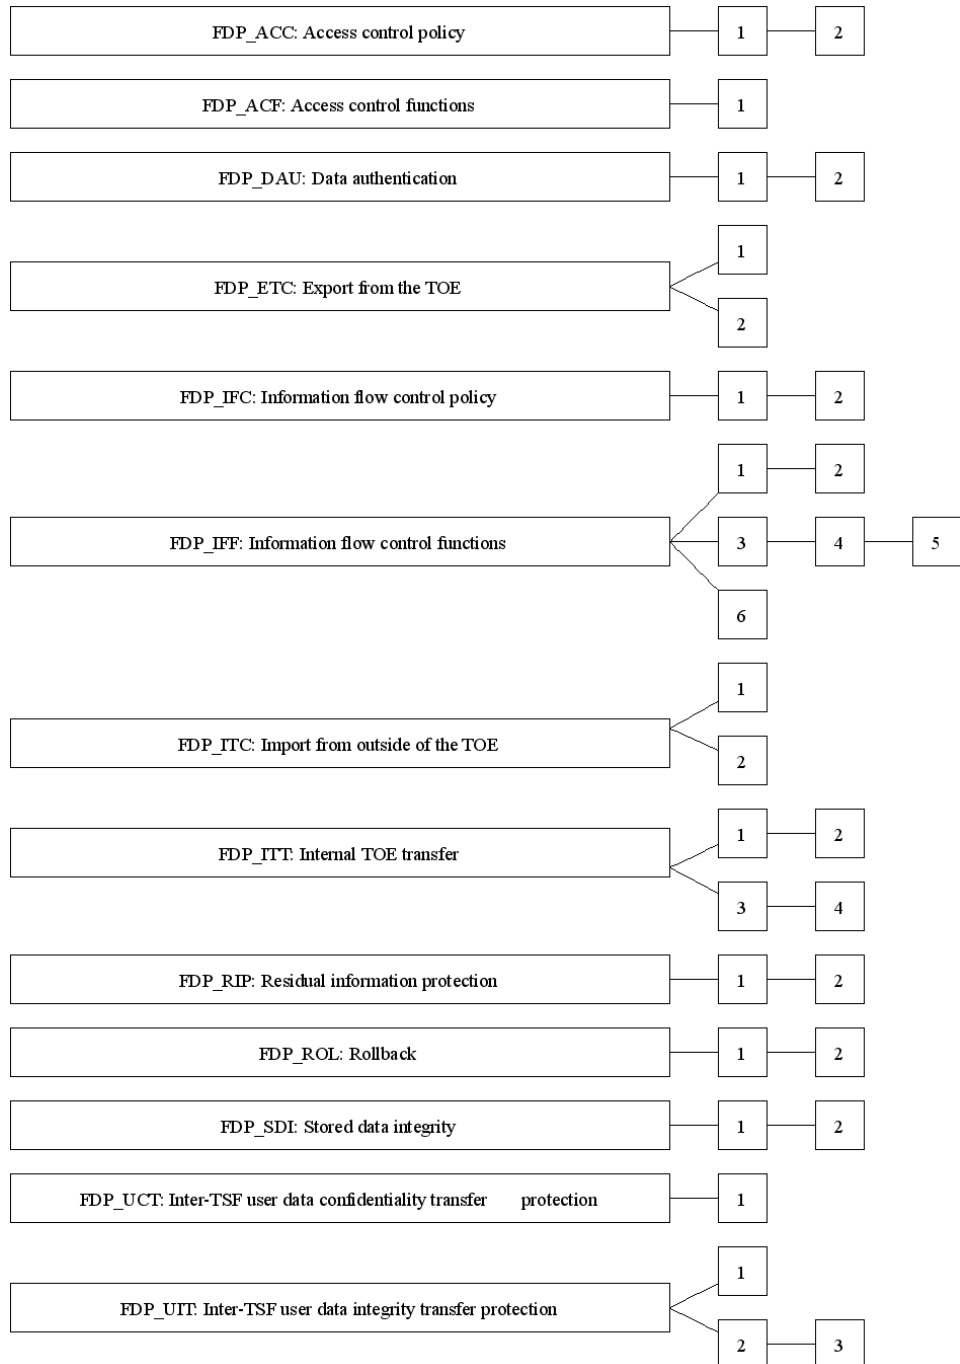 FDP_ACC: Access control policy 1 2
FDP_ACF: Access control functions 1
FDP_DAU: Data authentication 1 2
1
FDP_ETC: Export from the TOE
2
FDP_IFC: Information flow control policy 1 2
1 2
FDP_IFF: Information flow control functions 3 4 5
6
1
FDP_ITC: Import from outside of the TOE
2
1 2
FDP_ITT: Internal TOE transfer
3 4
FDP_RIP: Residual information protection 1 2
FDP_ROL: Rollback 1 2
FDP_SDI: Stored data integrity 1 2
FDP_UCT: Inter-TSF user data confidentiality transfer protection 1
1
FDP_UIT: Inter-TSF user data integrity transfer protection
2 3